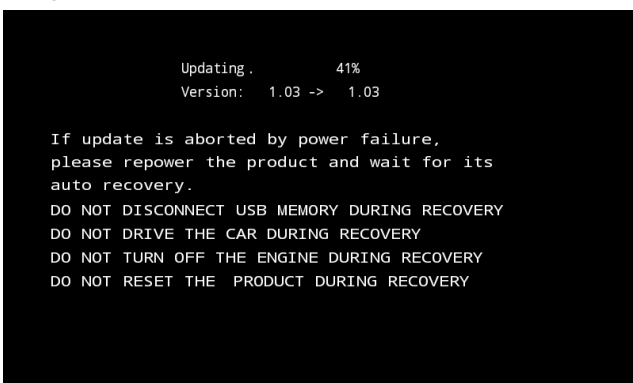 Updating. 41%
Version: 1.03 -> 1.03
If update is aborted by power failure,
please repower the product and wait for its
auto recovery.
DO NOT DISCONNECT USB MEMORY DURING RECOVERY
DO NOT DRIVE THE CAR DURING RECOVERY
DO NOT TURN OFF THE ENGINE DURING RECOVERY
DO NOT RESET THE PRODUCT DURING RECOVERY